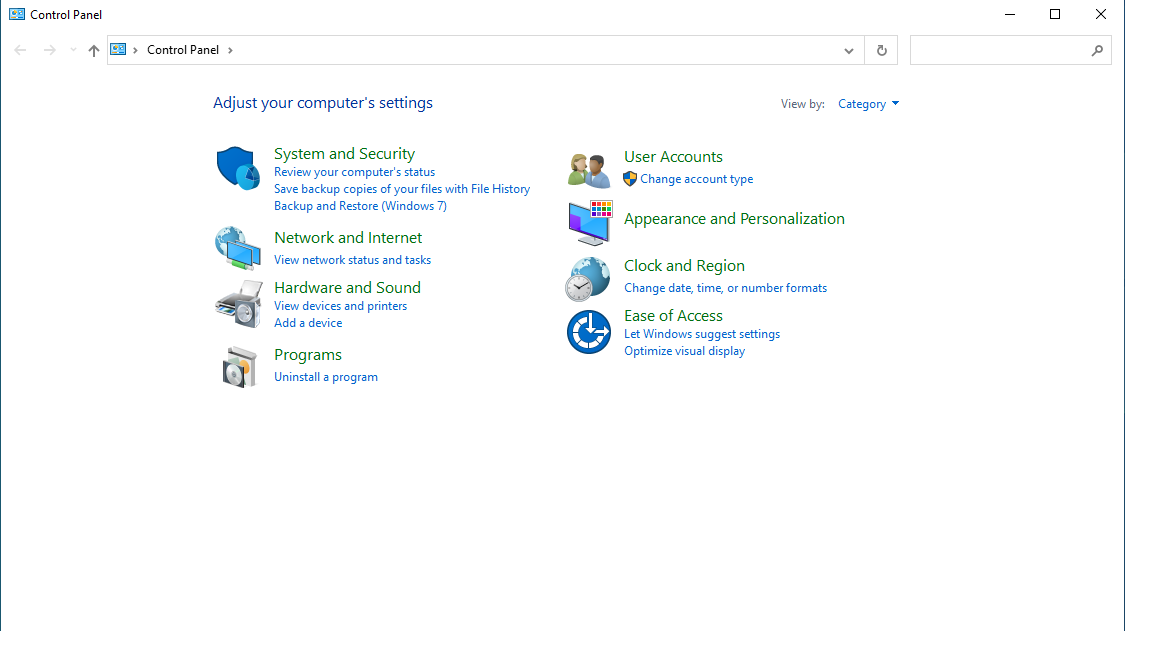 Control Panel
Control Panel
Adjust your computer's settings
View by: Category
System and Security
Review your computer's status
Save backup copies of your files with File History
Backup and Restore (Windows 7)
Network and Internet
View network status and tasks
Hardware and Sound
View devices and printers
Add a device
Programs
Uninstall a program
User Accounts
Change account type
Appearance and Personalization
Clock and Region
Change date, time, or number formats
Ease of Access
Let Windows suggest settings
Optimize visual display